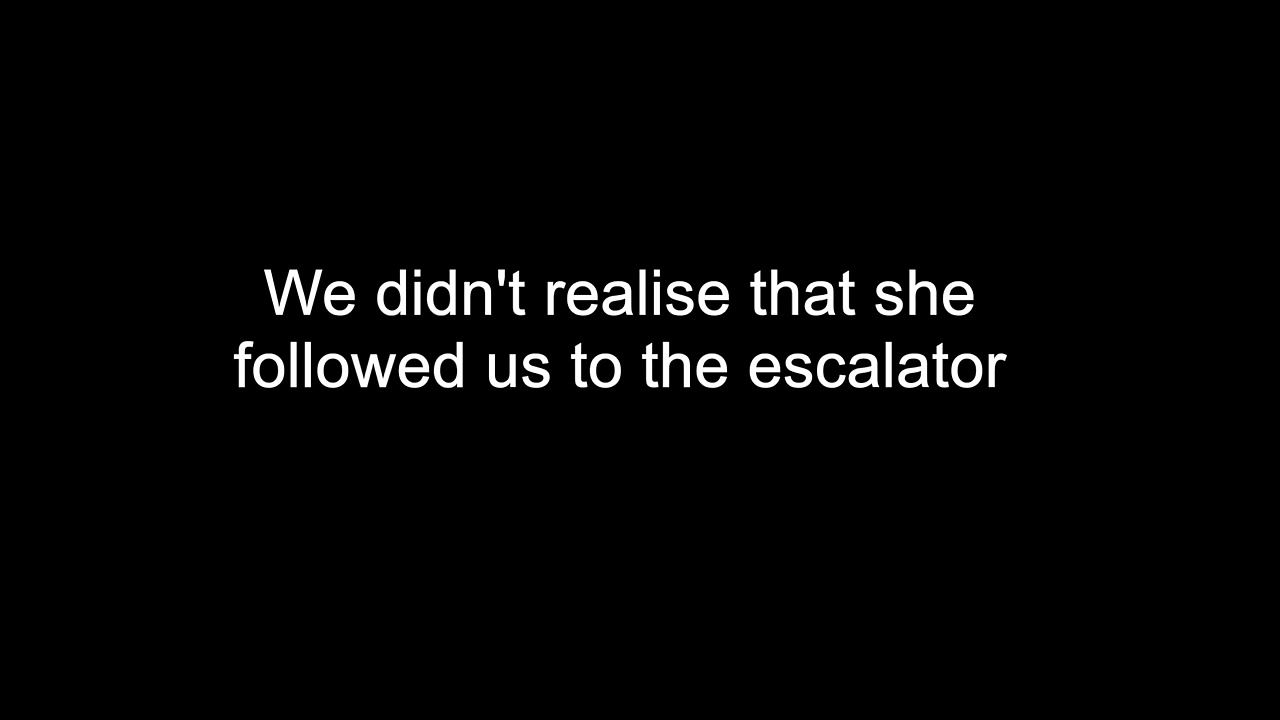 We didn't realise that she
followed us to the escalator